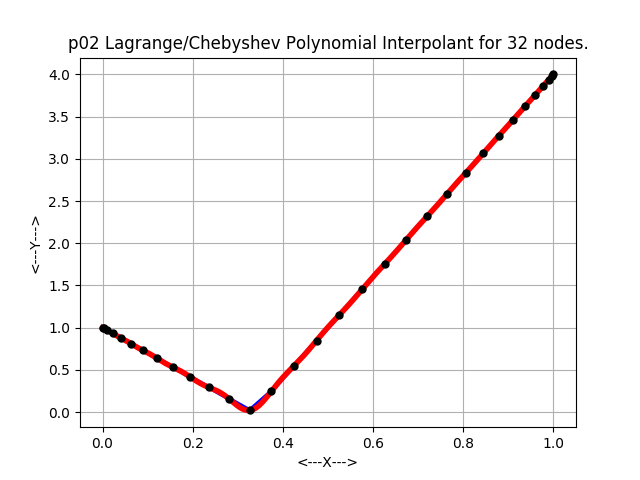 p02 Lagrange/Chebyshev Polynomial Interpolant for 32 nodes.
4.0
3.5
3.0
2.5
2.0
1.5
1.0
0.5
0.0
<---Y--->
0.0 0.2 0.4 0.6 0.8 1.0
<---X--->